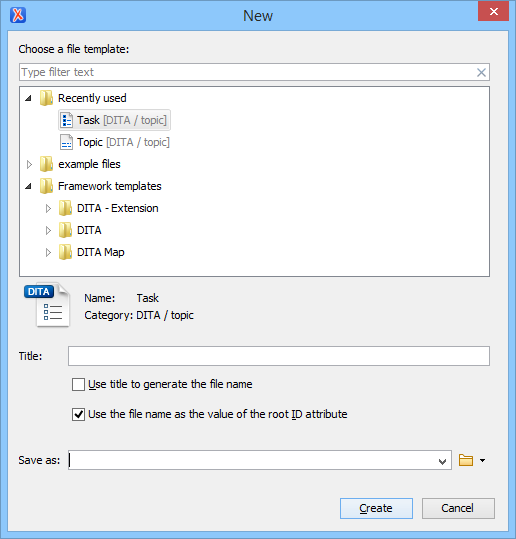 New
Choose a file template:
Type filter text
Recently used
Task [DITA / topic]
Topic [DITA / topic]
example files
Framework templates
DITA - Extension
DITA
DITA Map
DITA
Name: Task
Category: DITA / topic
Title:
Use title to generate the file name
Use the file name as the value of the root ID attribute
Save as:
Create Cancel